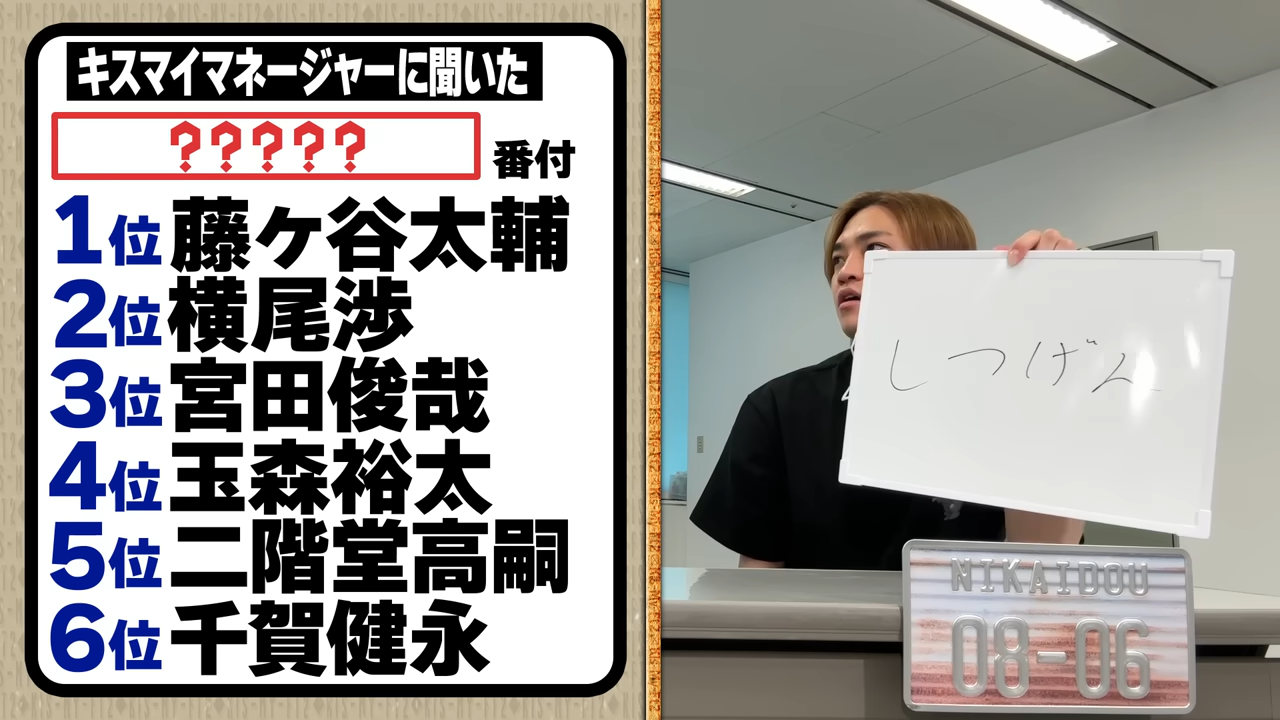 キスマイマネージャーに聞いた
?????
番付
1位 藤ヶ谷太輔
2位 横尾渉
3位 宮田俊哉
4位 玉森裕太
5位 二階堂高嗣
6位 千賀健永
しつげん
NIKAIDOU
08-06